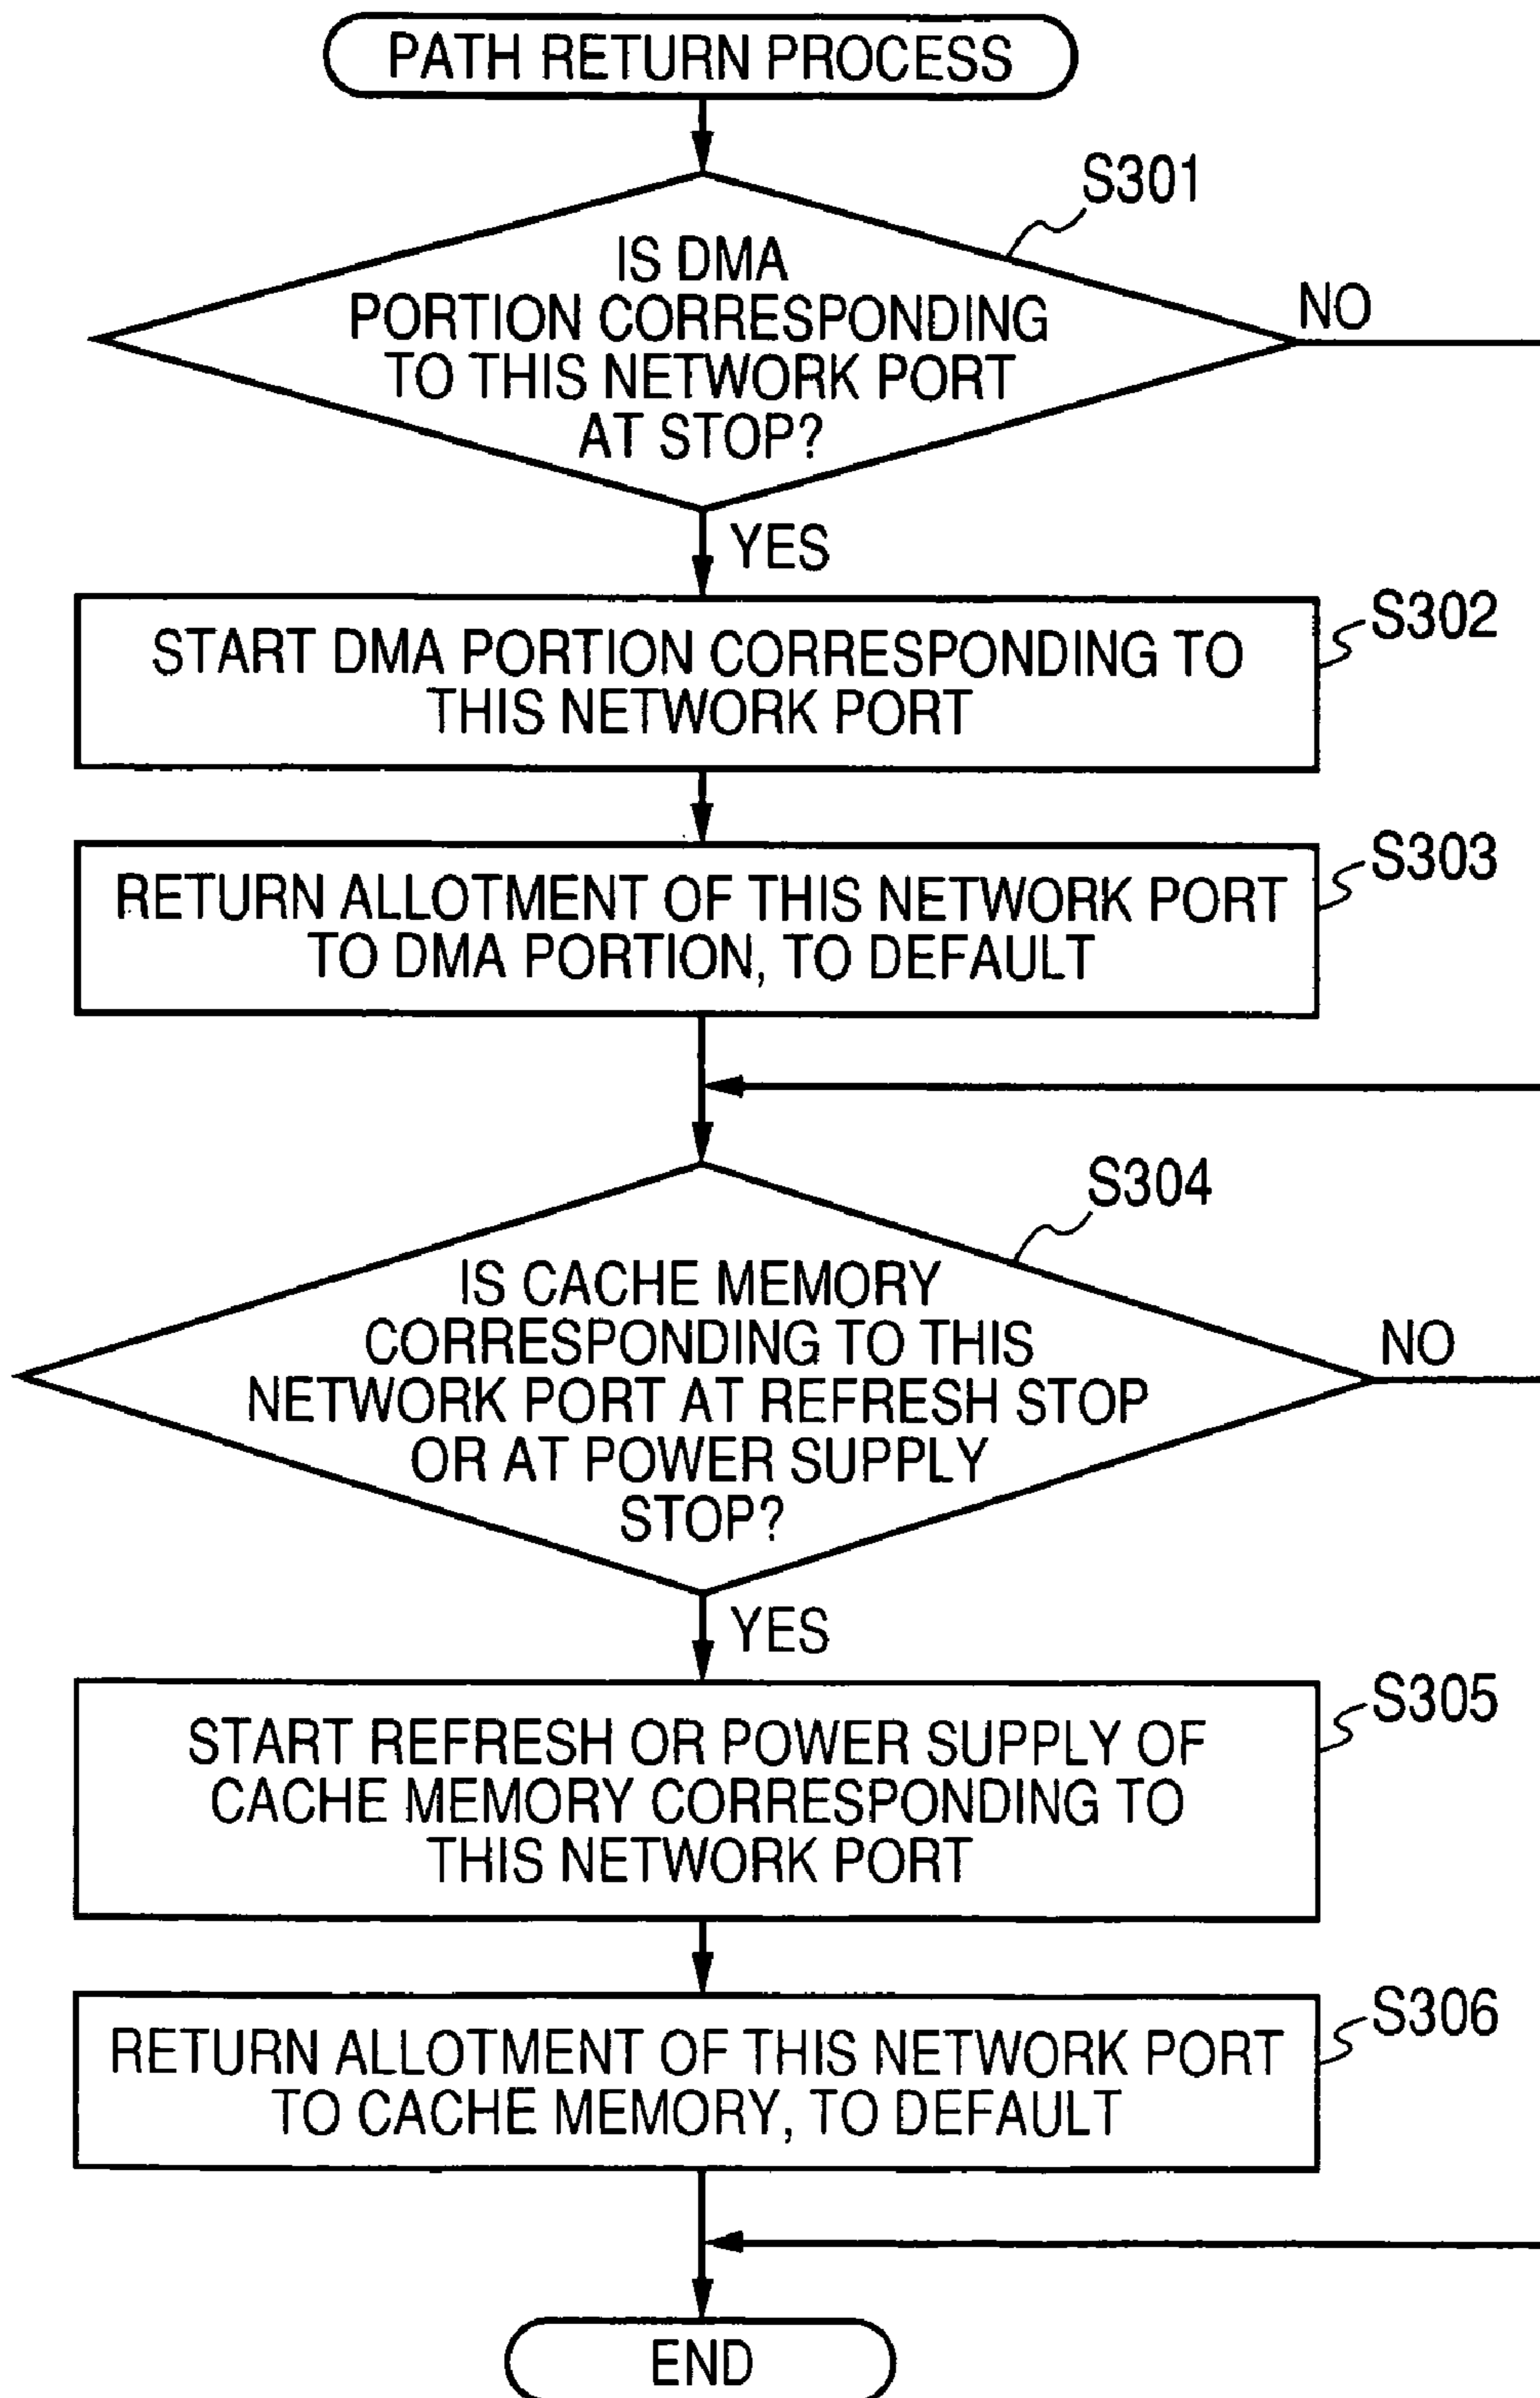 PATH RETURN PROCESS
S301
IS DMA
PORTION CORRESPONDING
TO THIS NETWORK PORT
AT STOP?
NO
YES
S302
START DMA PORTION CORRESPONDING TO
THIS NETWORK PORT
S303
RETURN ALLOTMENT OF THIS NETWORK PORT
TO DMA PORTION, TO DEFAULT
S304
IS CACHE MEMORY
CORRESPONDING TO THIS
NETWORK PORT AT REFRESH STOP
OR AT POWER SUPPLY
STOP?
NO
YES
S305
START REFRESH OR POWER SUPPLY OF
CACHE MEMORY CORRESPONDING TO
THIS NETWORK PORT
S306
RETURN ALLOTMENT OF THIS NETWORK PORT
TO CACHE MEMORY, TO DEFAULT
END